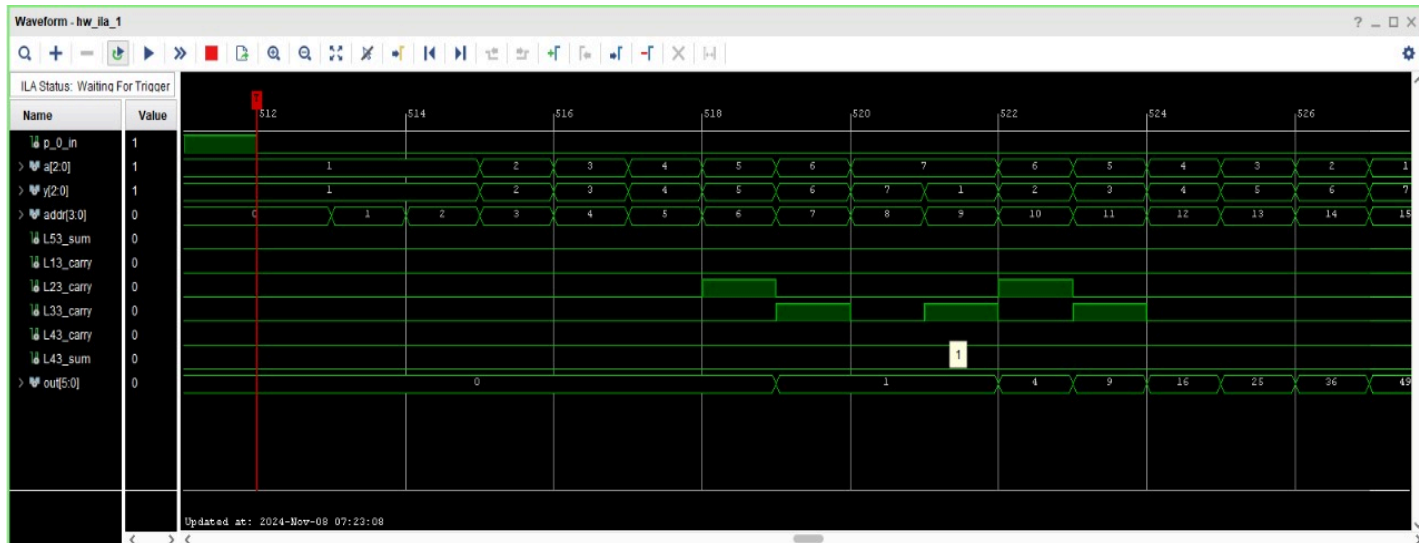 Waveform - hw_ila_1
ILA Status: Waiting For Trigger
Name Value
T
512 514 516 518 520 522 524 526
p_0_in 1
a[2:0] 1 1 2 3 4 5 6 7 6 5 4 3 2 1
y[2:0] 1 1 2 3 4 5 6 7 1 2 3 4 5 6 7
addr[3:0] 0 0 1 2 3 4 5 6 7 8 9 10 11 12 13 14 15
L53_sum 0
L13_carry 0
L23_carry 0
L33_carry 0
L43_carry 0
L43_sum 0 1
out[5:0] 0 0 1 4 9 16 25 36 49
Updated at: 2024-Nov-08 07:23:08